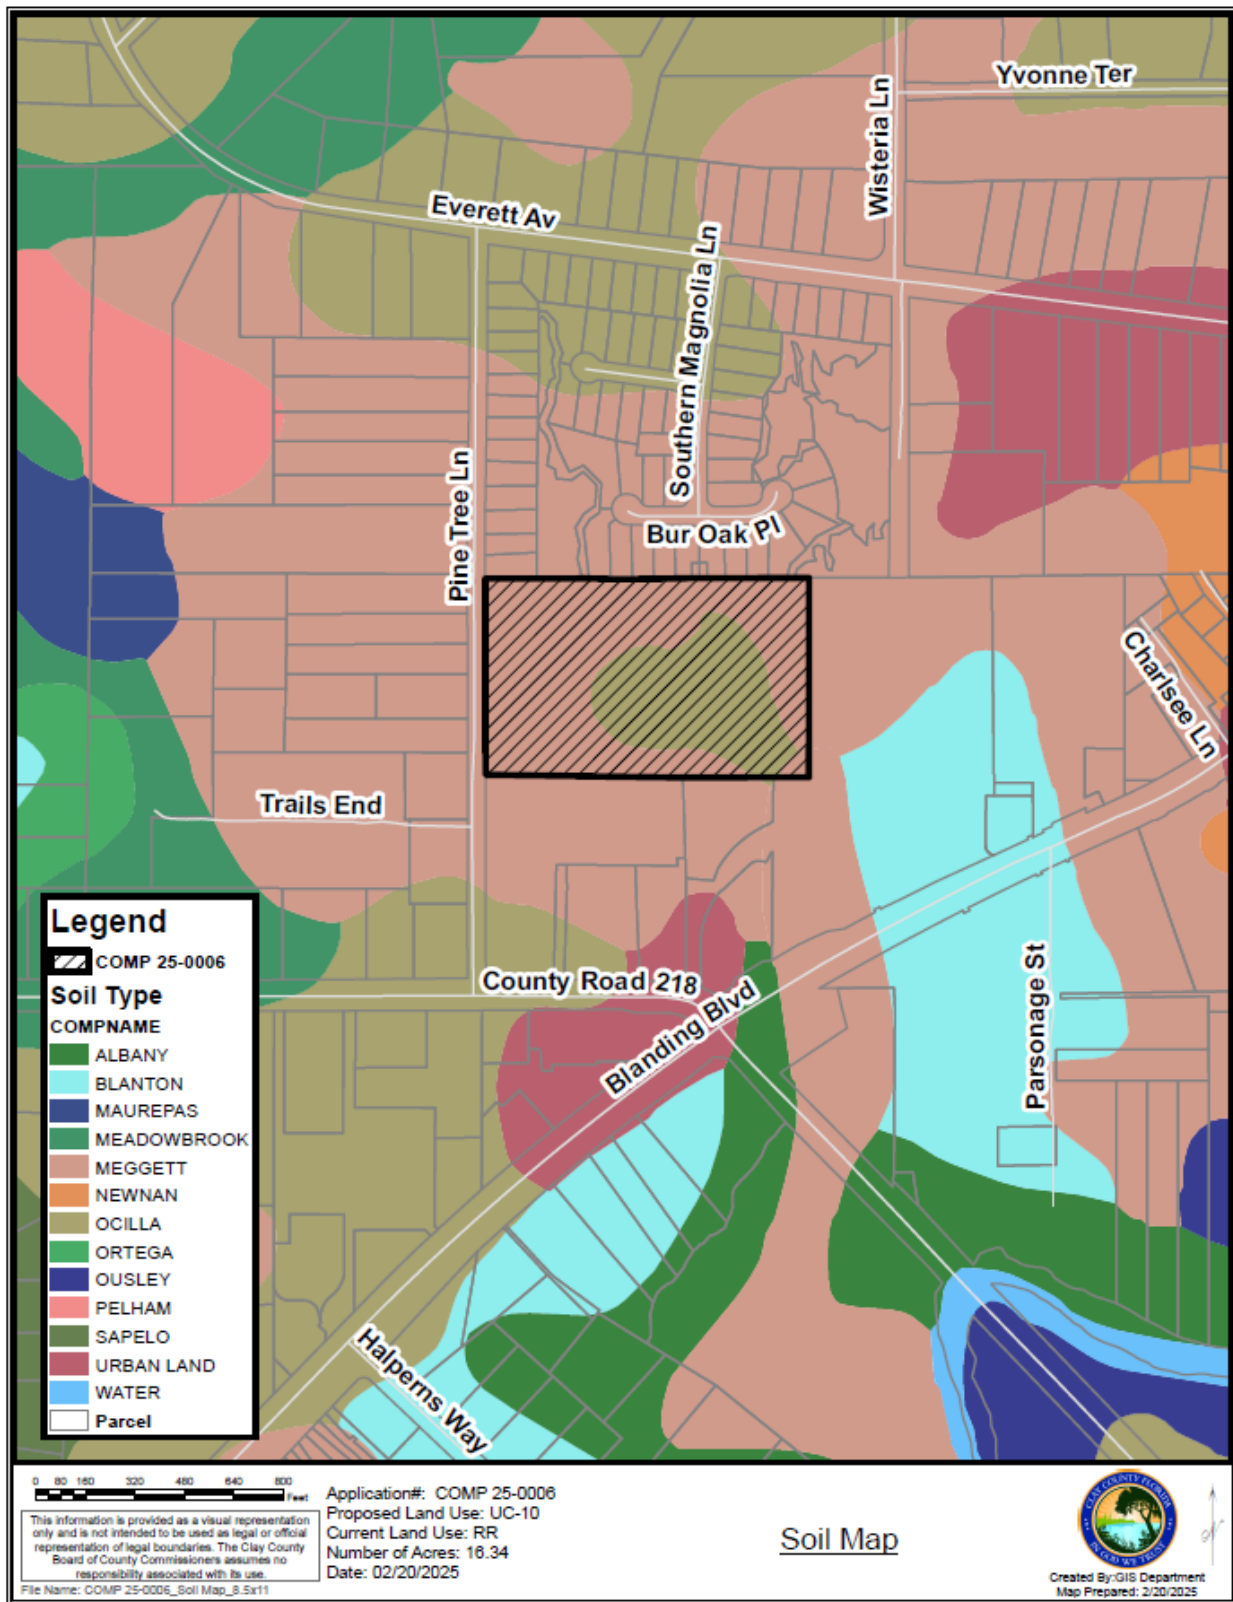 Yvonne Ter
Wisteria Ln
Everett Av
Southern Magnolia Ln
Pine Tree Ln
Bur Oak Pl
Charlsee Ln
Trails End
County Road 218
Blanding Blvd
Parsonage St
Halperns Way
Legend
COMP 25-0006
Soil Type
COMPNAME
ALBANY
BLANTON
MAUREPAS
MEADOWBROOK
MEGGETT
NEWNAN
OCILLA
ORTEGA
OUSLEY
PELHAM
SAPELO
URBAN LAND
WATER
Parcel
0 80 160 320 480 640 800
Feet
This information is provided as a visual representation
only and is not intended to be used as legal or official
representation of legal boundaries. The Clay County
Board of County Commissioners assumes no
responsibility associated with its use.
File Name: COMP 25-0006_Soil Map_8.5x11
Application#: COMP 25-0006
Proposed Land Use: UC-10
Current Land Use: RR
Number of Acres: 16.34
Date: 02/20/2025
Soil Map
CLAY COUNTY FLORIDA
IN GOD WE TRUST
N
Created By:GIS Department
Map Prepared: 2/20/2025